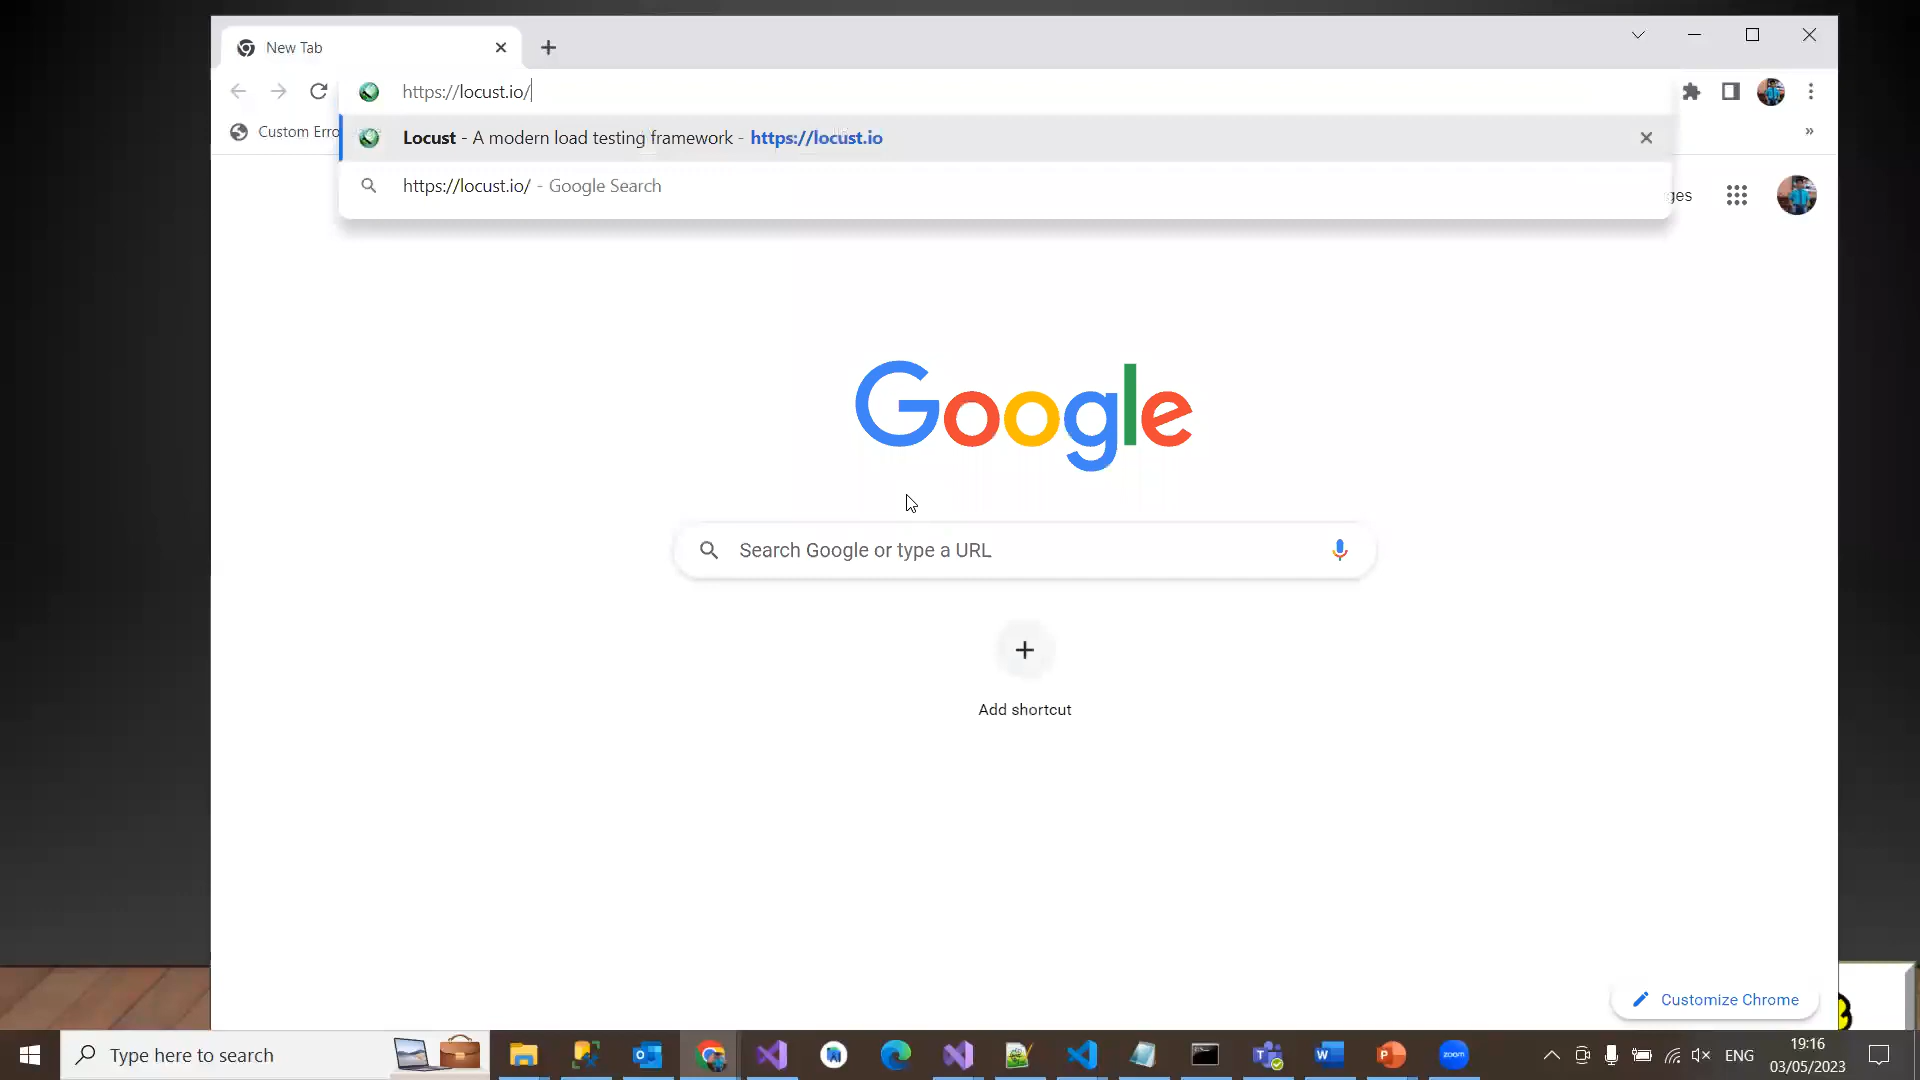 New Tab
https://locust.io/
Custom Erro
Locust - A modern load testing framework - https://locust.io
https://locust.io/ - Google Search
ges
Google
Search Google or type a URL
Add shortcut
Customize Chrome
Type here to search
zoom
ENG
19:16
03/05/2023